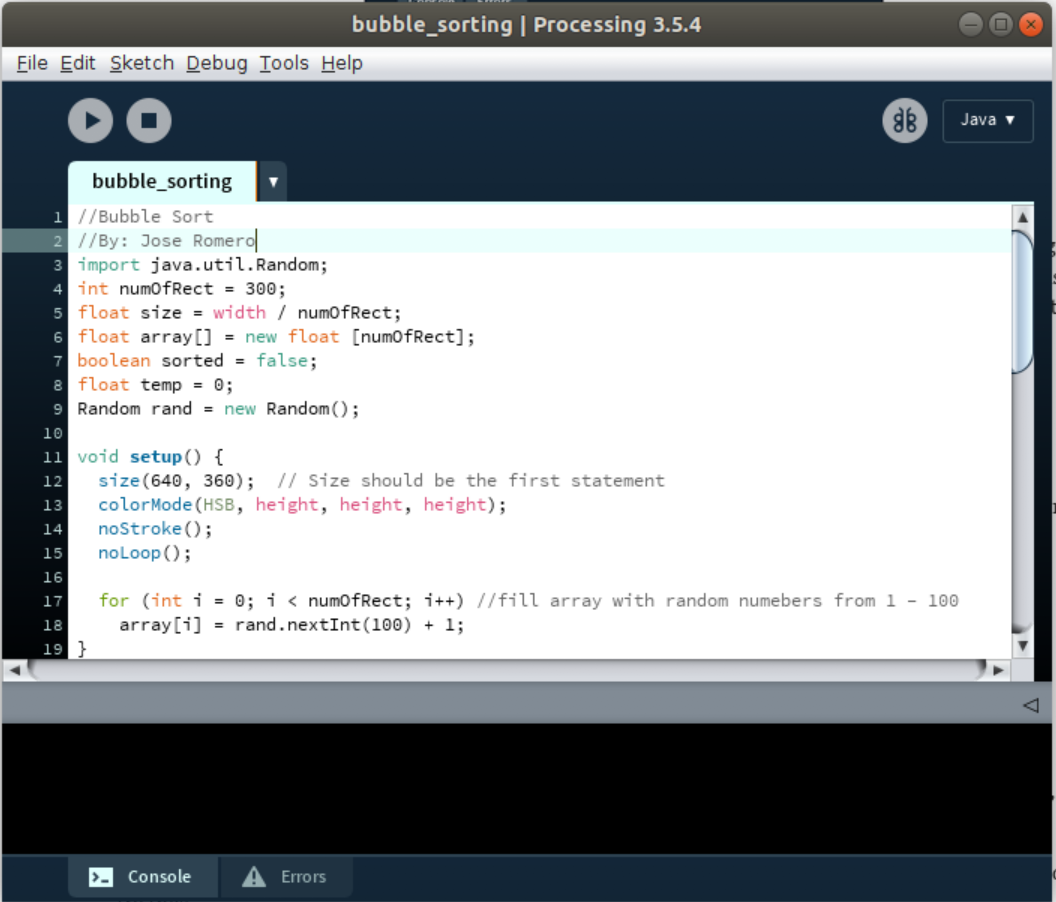 bubble_sorting | Processing 3.5.4
File Edit Sketch Debug Tools Help
Java ▾
bubble_sorting ▾
1 //Bubble Sort
2 //By: Jose Romero
3 import java.util.Random;
4 int numOfRect = 300;
5 float size = width / numOfRect;
6 float array[] = new float [numOfRect];
7 boolean sorted = false;
8 float temp = 0;
9 Random rand = new Random();
10
11 void setup() {
12   size(640, 360);  // Size should be the first statement
13   colorMode(HSB, height, height, height);
14   noStroke();
15   noLoop();
16
17   for (int i = 0; i < numOfRect; i++) //fill array with random numebers from 1 - 100
18     array[i] = rand.nextInt(100) + 1;
19 }
Console Errors